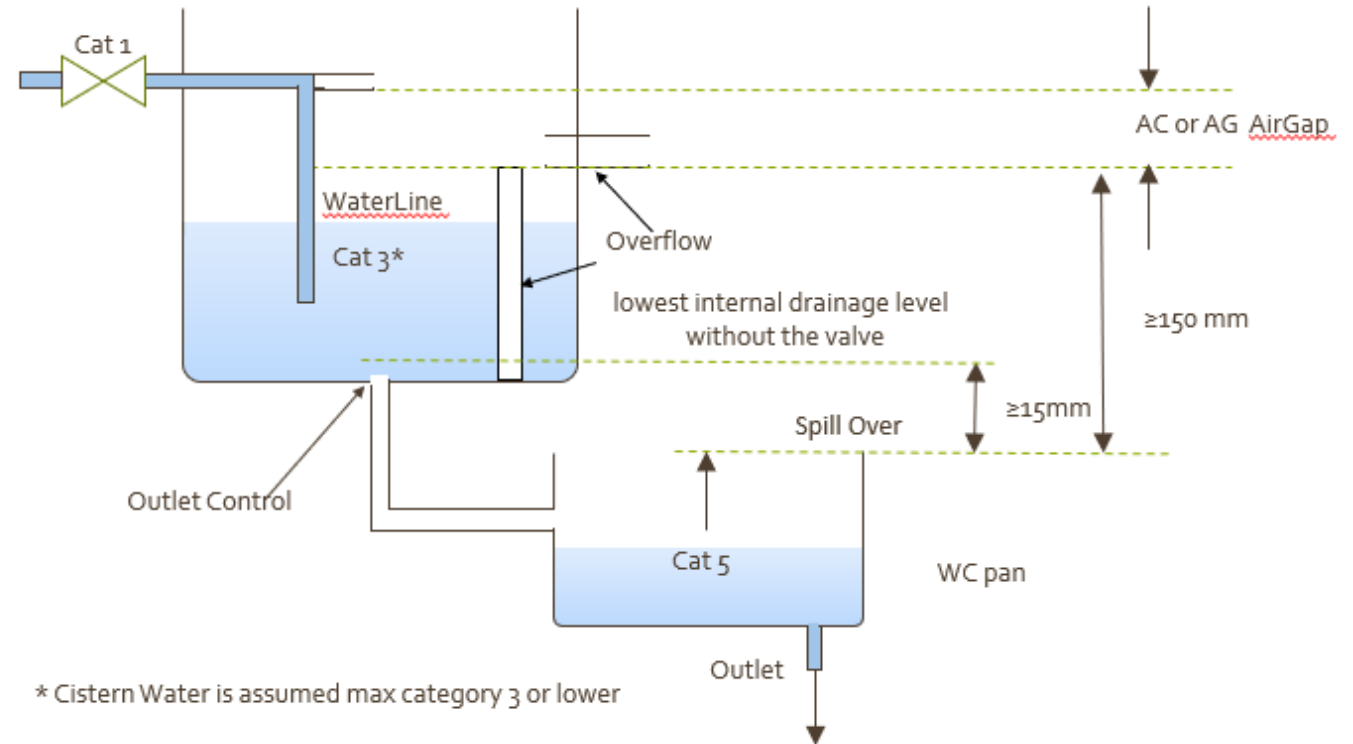 Cat 1
AC or AG AirGap
WaterLine
Overflow
Cat 3*
lowest internal drainage level
without the valve
≥150 mm
≥15mm
Spill Over
Outlet Control
Cat 5
WC pan
Outlet
* Cistern Water is assumed max category 3 or lower